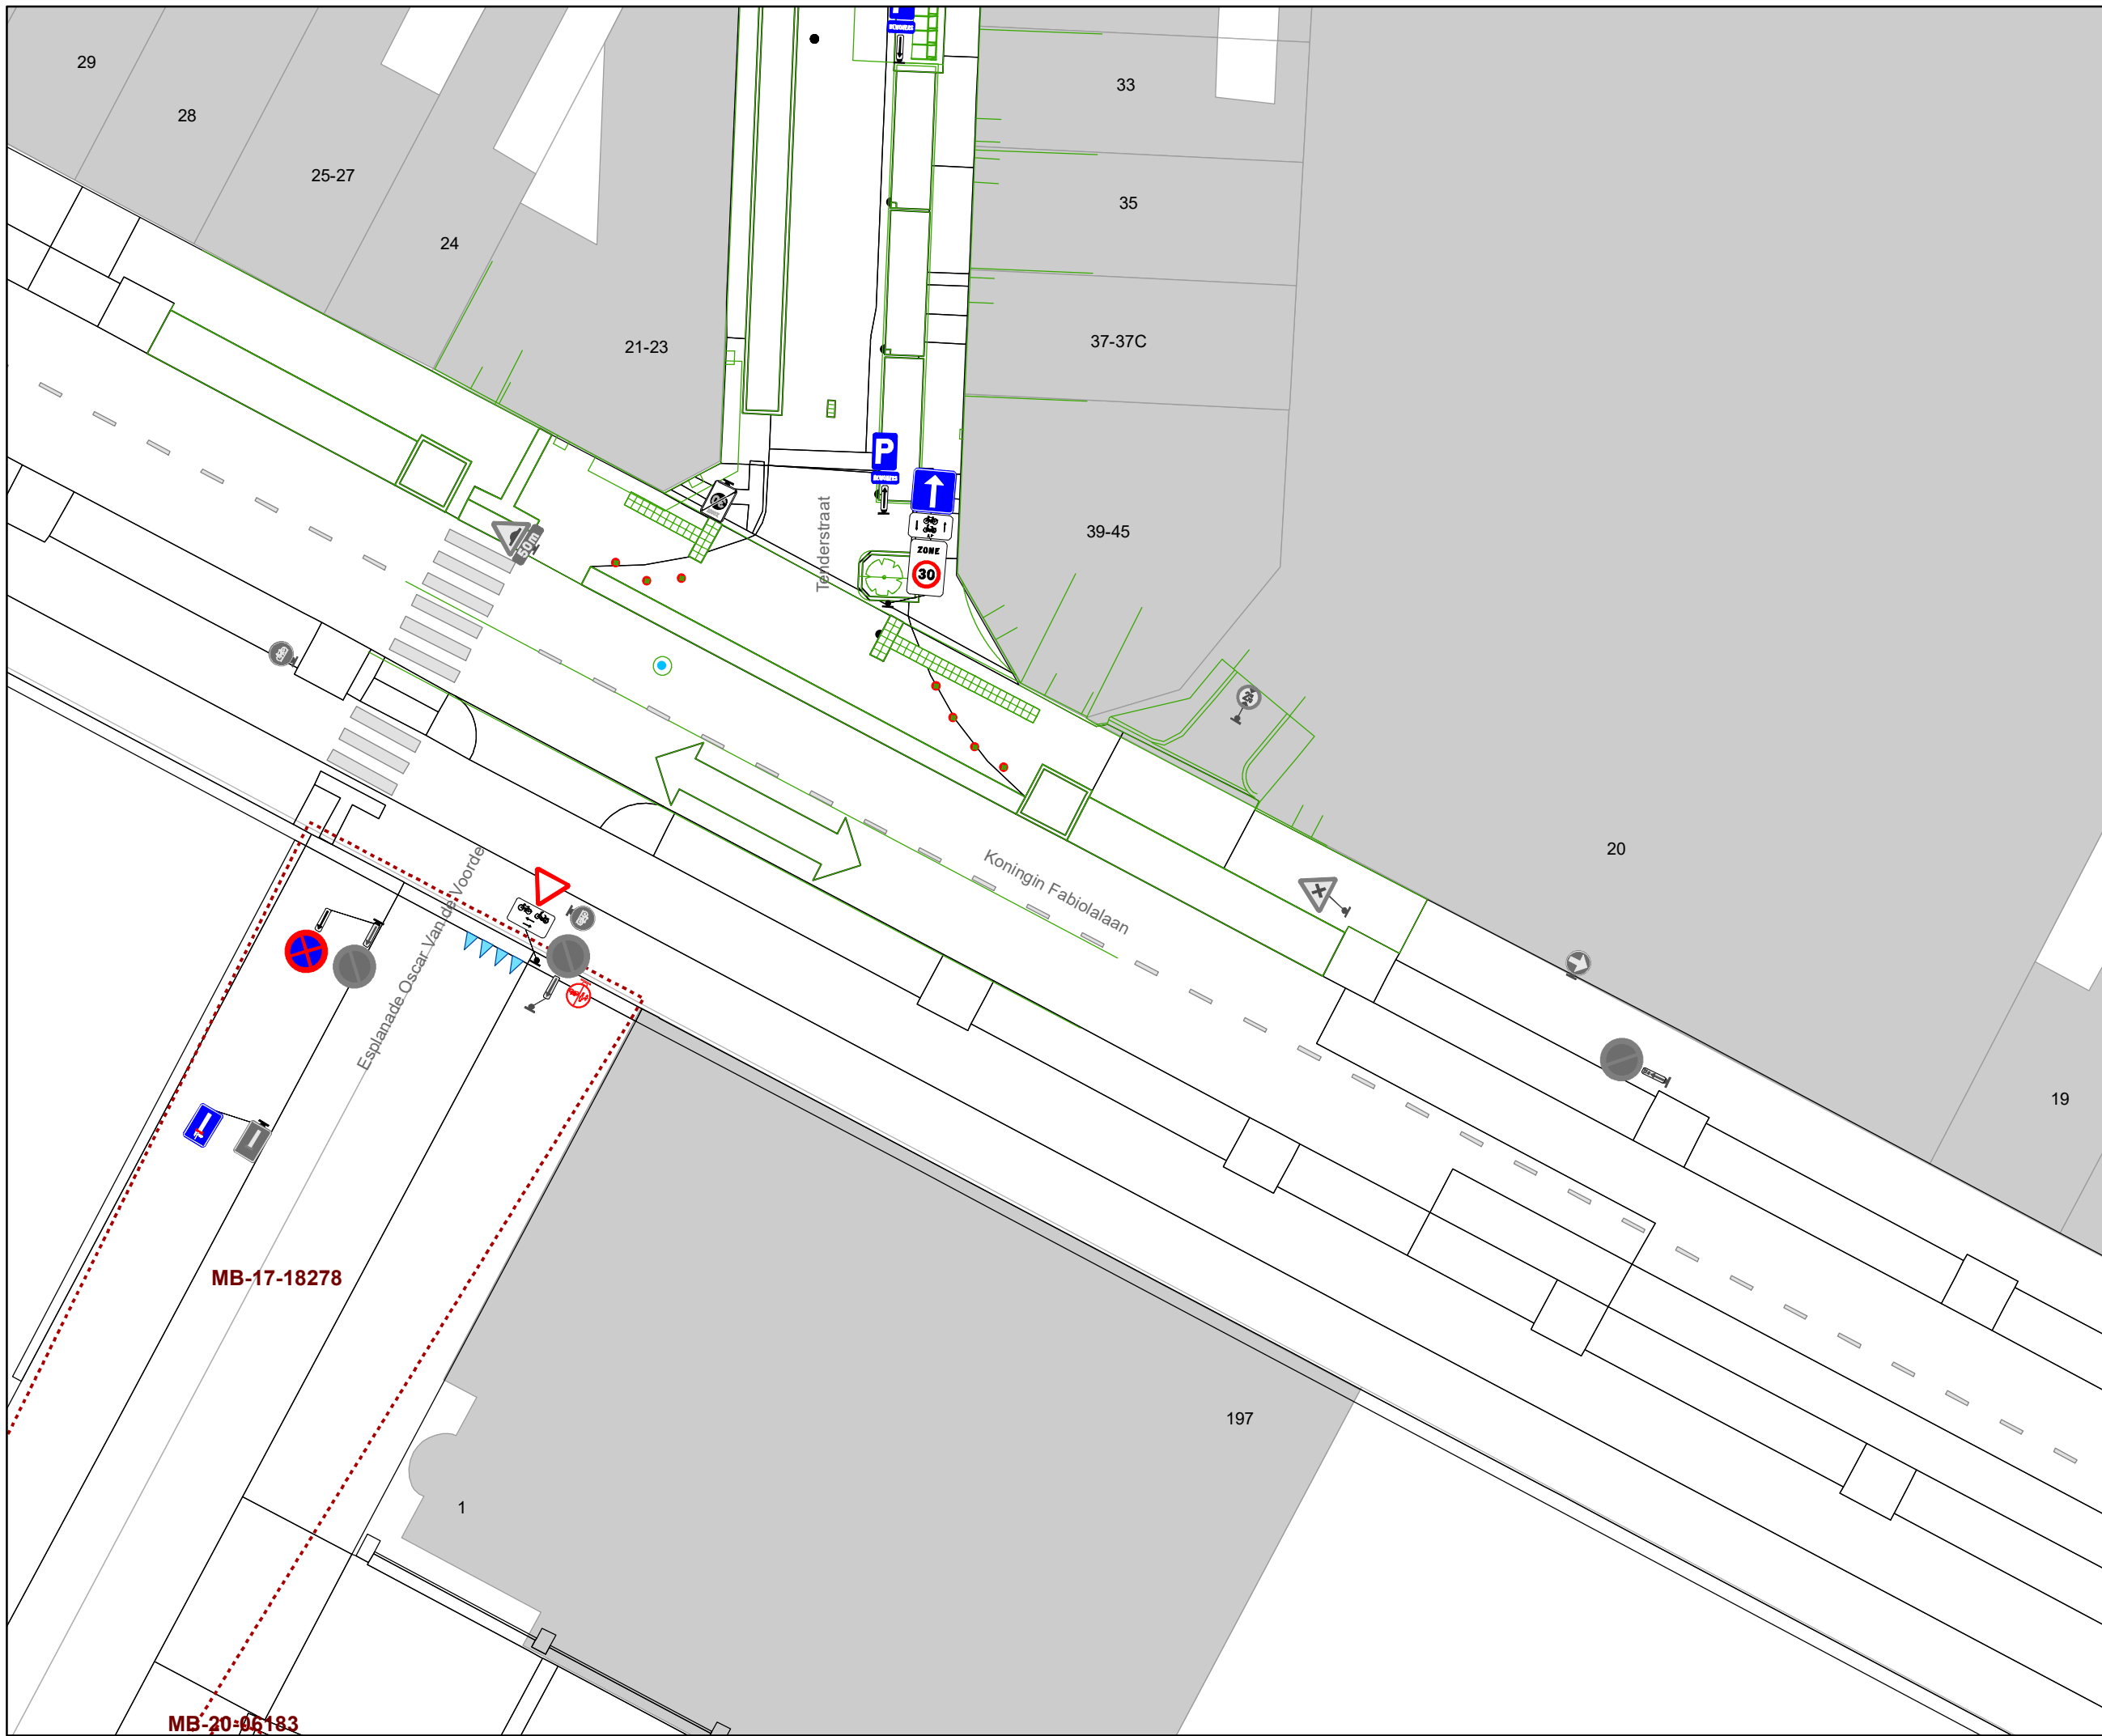 29
28
25-27
24
21-23
33
35
37-37C
39-45
P
Tenderstraat
ZONE
30
50m
Koningin Fabiolalaan
20
19
Esplanade Oscar Van de Voorde
MB-17-18278
197
1
MB-20-06183